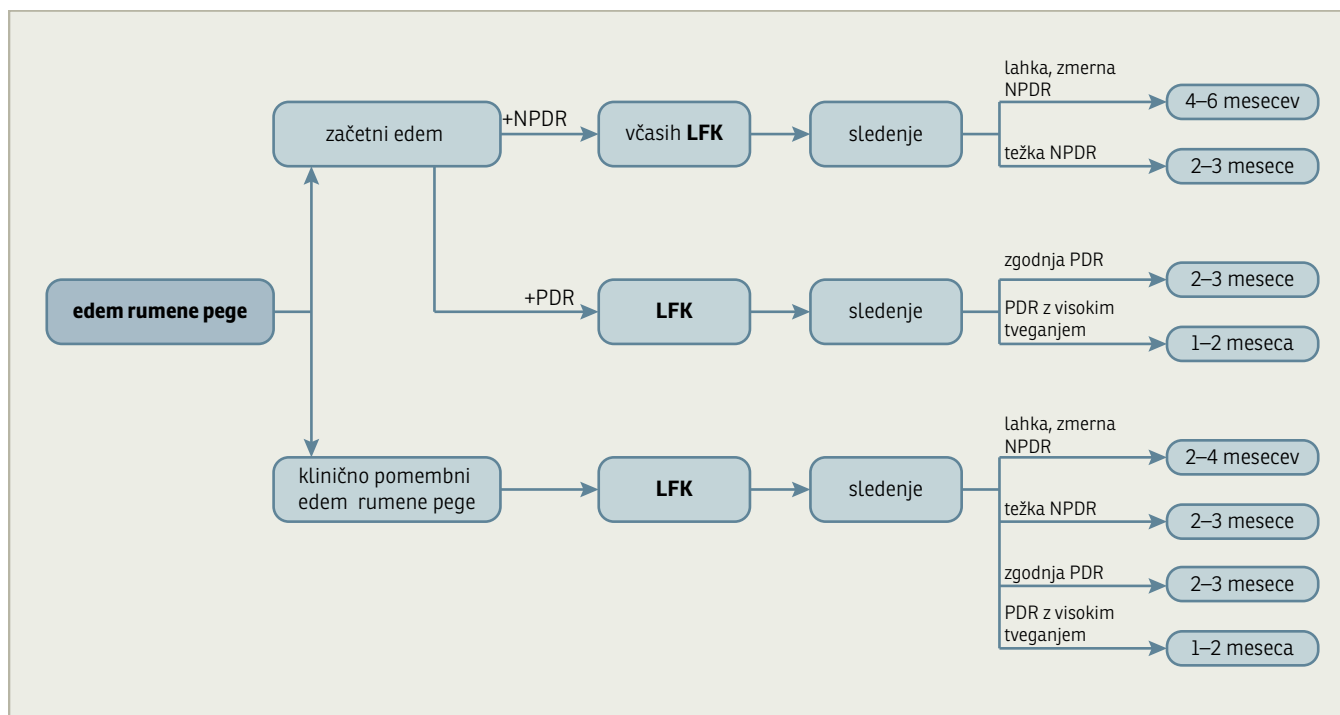 edem rumene pege
začetni edem
+NPDR
včasih LFK
sledenje
lahka, zmerna
NPDR
4–6 mesecev
težka NPDR
2–3 mesece
+PDR
LFK
sledenje
zgodnja PDR
2–3 mesece
PDR z visokim
tveganjem
1–2 meseca
klinično pomembni
edem rumene pege
LFK
sledenje
lahka, zmerna
NPDR
2–4 mesecev
težka NPDR
2–3 mesece
zgodnja PDR
2–3 mesece
PDR z visokim
tveganjem
1–2 meseca